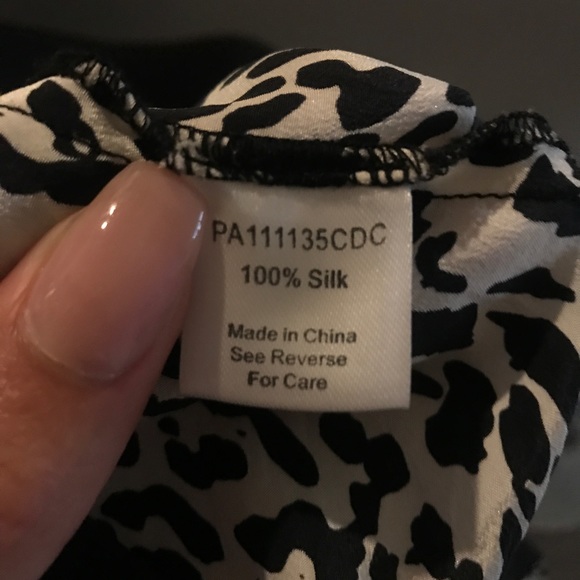 PA111135CDC
100% Silk
Made in China
See Reverse
For Care